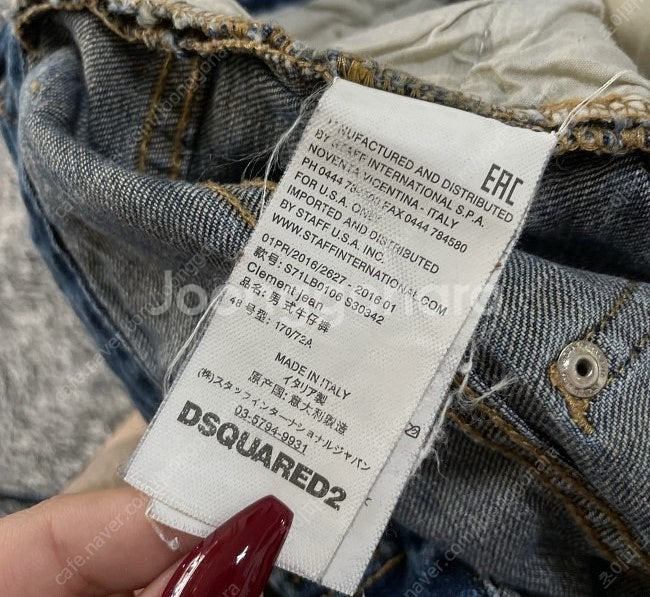 MANUFACTURED AND DISTRIBUTED
BY STAFF INTERNATIONAL S.P.A.
NOVENTA VICENTINA - ITALY
FAX 0444 784580
FOR U.S.A. ONLY
IMPORTED AND DISTRIBUTED
BY STAFF U.S.A. INC.
WWW.STAFFINTERNATIONAL.COM
EAC
01PR/2016/2627 - 2016 01
款号: S71LB0106 S30342
Clement jean
品名: 男式牛仔裤
48 号型: 170/72A
MADE IN ITALY
イタリア製
原产国: 意大利制造
(株)スタッフインターナショナルジャパン
03-5794-9931
DSQUARED2
Joonggonara
cafe.naver.com/joonggonara